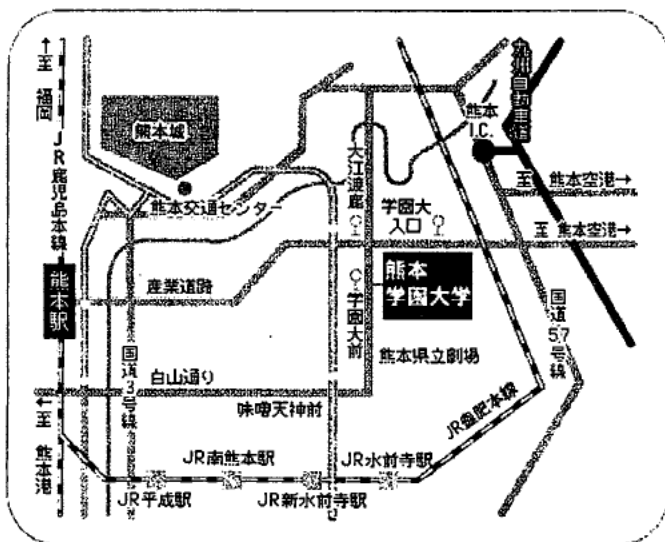 ←至 福岡
JR鹿児島本線
熊本城
熊本交通センター
大江渡鹿
熊本
I.C.
九州自動車道
至 熊本空港→
学園大
入口
至 熊本空港→
熊本
学園大学
学園大前
熊本駅
産業道路
国道3号線
国道57号線
熊本県立劇場
白山通り
味噌天神前
JR豊肥本線
←至 熊本港
JR南熊本駅
JR水前寺駅
JR平成駅
JR新水前寺駅